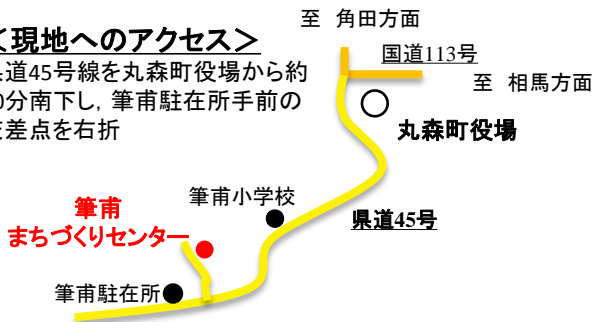 至 角田方面
<現地へのアクセス>
国道113号
道45号線を丸森町役場から約
至 相馬方面
分南下し,筆甫駐在所手前の
差点を右折
丸森町役場
筆甫小学校
筆甫
まちづくりセンター
県道45号
筆甫駐在所